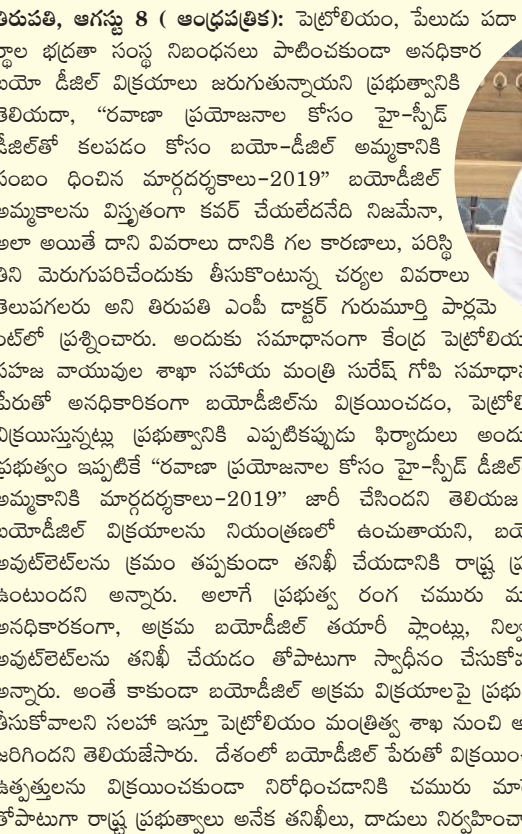 తిరుపతి, ఆగస్టు 8 ( ఆంధ్రపత్రిక): పెట్రోలియం, పేలుడు పదా
ర్థాల భద్రతా సంస్థ నిబంధనలు పాటించకుండా అనధికార
బయో డీజిల్ విక్రయాలు జరుగుతున్నాయని ప్రభుత్వానికి
తెలియదా, “రవాణా ప్రయోజనాల కోసం హై-స్పీడ్
డీజిల్‌తో కలపడం కోసం బయో-డీజిల్ అమ్మకానికి
సంబం ధించిన మార్గదర్శకాలు-2019” బయోడీజిల్
అమ్మకాలను విస్తృతంగా కవర్ చేయలేదనేది నిజమేనా,
అలా అయితే దాని వివరాలు దానికి గల కారణాలు, పరిస్థి
తిని మెరుగుపరిచేందుకు తీసుకొంటున్న చర్యల వివరాలు
తెలుపగలరు అని తిరుపతి ఎంపీ డాక్టర్ గురుమూర్తి పార్లమె
ంట్‌లో ప్రశ్నించారు. అందుకు సమాధానంగా కేంద్ర పెట్రోలియ
సహజ వాయువుల శాఖా సహాయ మంత్రి సురేష్ గోపి సమాధాన
పేరుతో అనధికారికంగా బయోడీజిల్‌ను విక్రయించడం, పెట్రోలి
విక్రయిస్తున్నట్లు ప్రభుత్వానికి ఎప్పటికప్పుడు ఫిర్యాదులు అందు
ప్రభుత్వం ఇప్పటికే “రవాణా ప్రయోజనాల కోసం హై-స్పీడ్ డీజిల్
అమ్మకానికి మార్గదర్శకాలు-2019” జారీ చేసిందని తెలియజ
బయోడీజిల్ విక్రయాలను నియంత్రణలో ఉంచుతాయని, బయ
అవుట్‌లెట్‌లను క్రమం తప్పకుండా తనిఖీ చేయడానికి రాష్ట్ర ప్ర
ఉంటుందని అన్నారు. అలాగే ప్రభుత్వ రంగ చమురు మ
అనధికారకంగా, అక్రమ బయోడీజిల్ తయారీ ప్లాంట్లు, నిల్వ
అవుట్‌లెట్‌లను తనిఖీ చేయడం తోపాటుగా స్వాధీనం చేసుకోవ
అన్నారు. అంతే కాకుండా బయోడీజిల్ అక్రమ విక్రయాలపై ప్రభు
తీసుకోవాలని సలహా ఇస్తూ పెట్రోలియం మంత్రిత్వ శాఖ నుంచి అ
జరిగిందని తెలియజేసారు. దేశంలో బయోడీజిల్ పేరుతో విక్రయిం
ఉత్పత్తులను విక్రయించకుండా నిరోధించడానికి చమురు మా
తోపాటుగా రాష్ట్ర ప్రభుత్వాలు అనేక తనిఖీలు, దాడులు నిర్వహించా